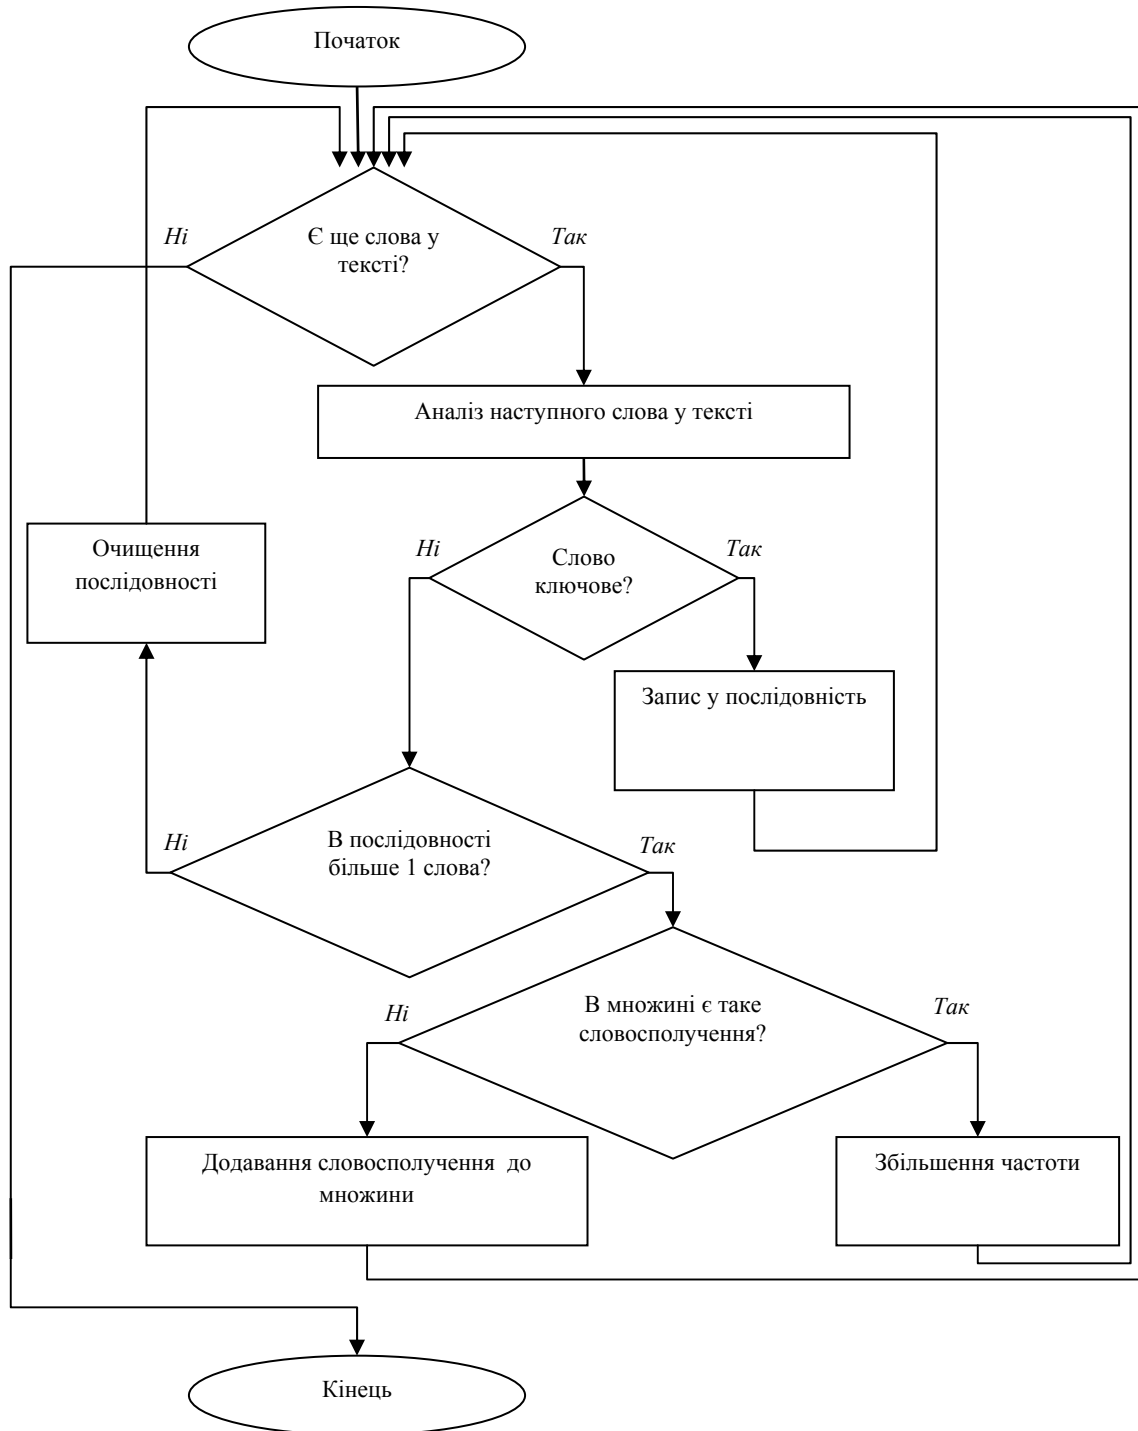 Початок
Ні
Є ще слова у
тексті?
Так
Аналіз наступного слова у тексті
Очищення
послідовності
Ні
Слово
ключове?
Так
Запис у послідовність
Ні
В послідовності
більше 1 слова?
Так
Ні
В множині є таке
словосполучення?
Так
Додавання словосполучення до
множини
Збільшення частоти
Кінець